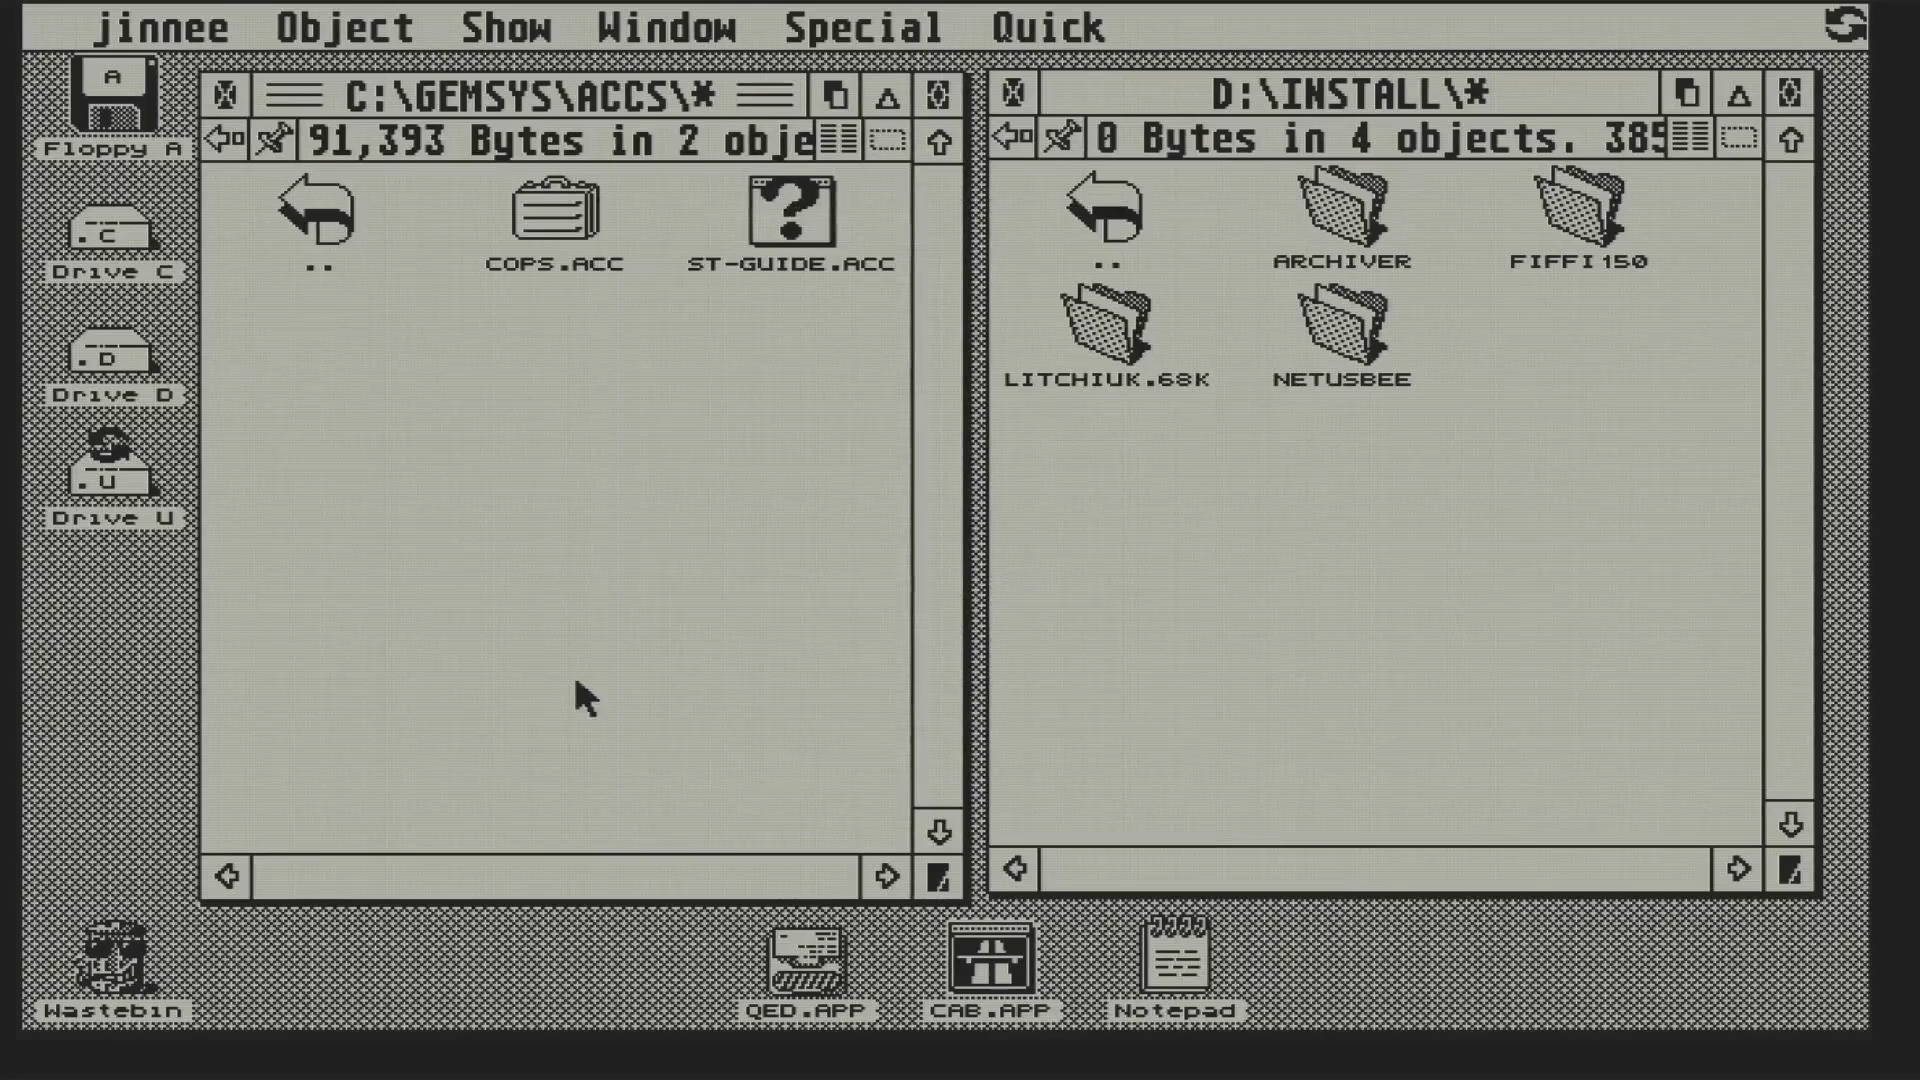 jinnee Object Show Window Special Quick
A
Floppy A
C:\GEMSYS\ACCS\*
91,393 Bytes in 2 obje
..
COPS.ACC
ST-GUIDE.ACC
D:\INSTALL\*
0 Bytes in 4 objects. 385
..
ARCHIVER
FIFFI150
LITCHIUK.68K
NETUSBEE
.C
Drive C
.D
Drive D
.U
Drive U
Wastebin
QED.APP
CAB.APP
Notepad